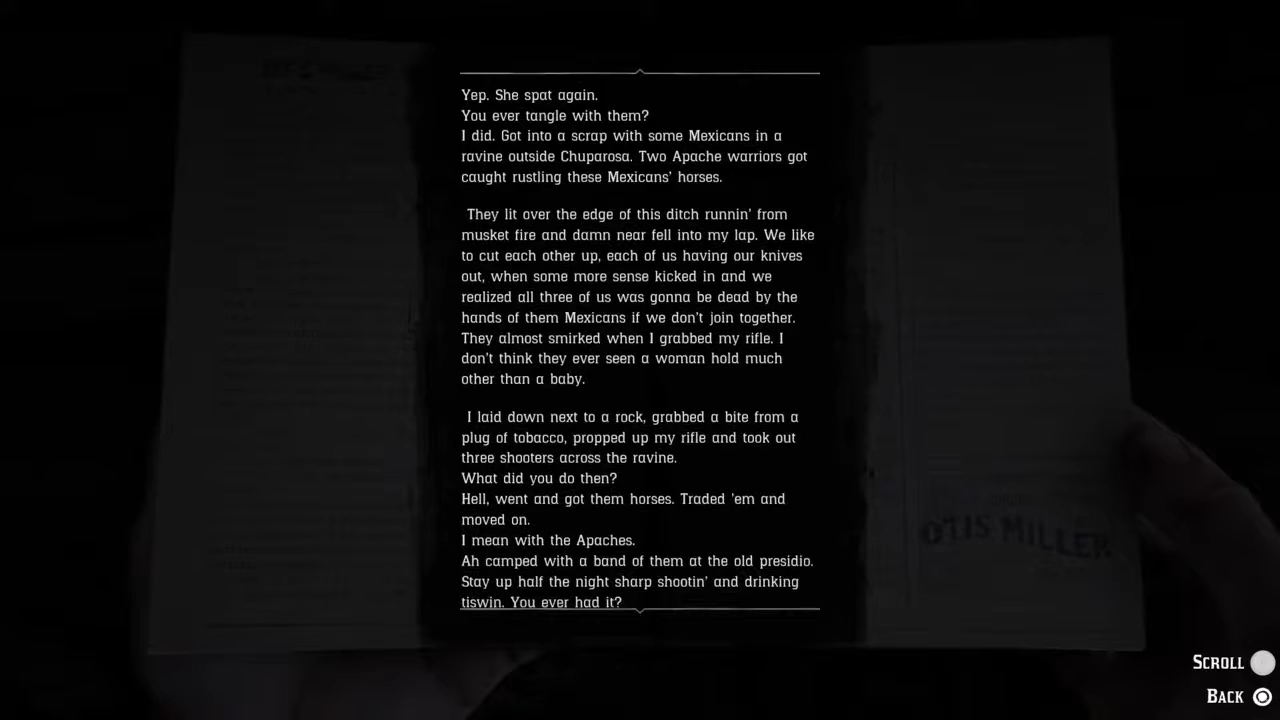 Yep. She spat again.
You ever tangle with them?
I did. Got into a scrap with some Mexicans in a
ravine outside Chuparosa. Two Apache warriors got
caught rustling these Mexicans' horses.
They lit over the edge of this ditch runnin' from
musket fire and damn near fell into my lap. We like
to cut each other up, each of us having our knives
out, when some more sense kicked in and we
realized all three of us was gonna be dead by the
hands of them Mexicans if we don't join together.
They almost smirked when I grabbed my rifle. I
don't think they ever seen a woman hold much
other than a baby.
I laid down next to a rock, grabbed a bite from a
plug of tobacco, propped up my rifle and took out
three shooters across the ravine.
What did you do then?
Hell, went and got them horses. Traded 'em and
moved on.
I mean with the Apaches.
Ah camped with a band of them at the old presidio.
Stay up half the night sharp shootin' and drinking
tiswin. You ever had it?
OTIS MILLER
SCROLL
BACK